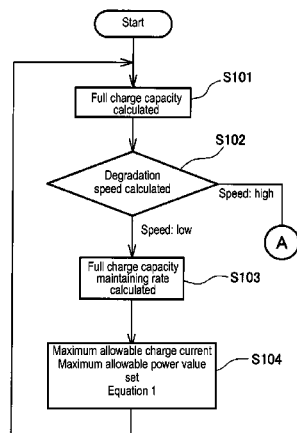 Start
S101
Full charge capacity
calculated
S102
Degradation
speed calculated
Speed: high
A
Speed: low
Full charge capacity
maintaining rate
calculated
S103
Maximum allowable charge current
Maximum allowable power value
set
Equation 1
S104